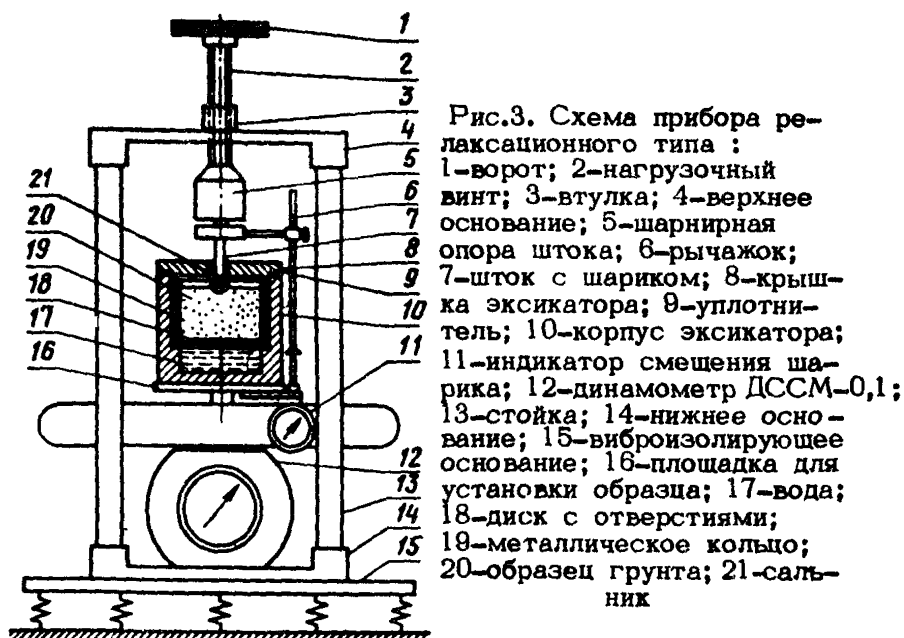 1
2
3
4
5
6
7
8
9
10
11
12
13
14
15
21
20
19
18
17
16
Рис.3. Схема прибора ре-
лаксационного типа :
1-ворот; 2-нагрузочный
винт; 3-втулка; 4-верхнее
основание; 5-шарнирная
опора штока; 6-рычажок;
7-шток с шариком; 8-крыш-
ка эксикатора; 9-уплотни-
тель; 10-корпус эксикатора;
11-индикатор смещения ша-
рика; 12-динамометр ДССМ-0,1;
13-стойка; 14-нижнее осно-
вание; 15-виброизолирующее
основание; 16-площадка для
установки образца; 17-вода;
18-диск с отверстиями;
19-металлическое кольцо;
20-образец грунта; 21-саль-
ник